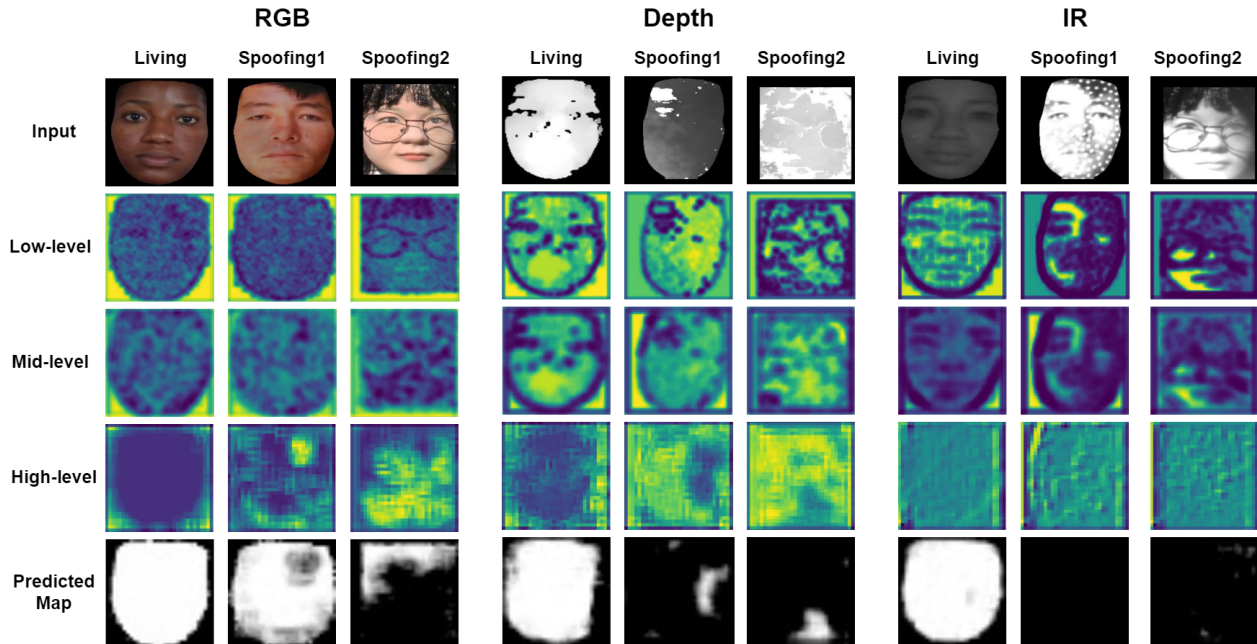 RGB Depth IR
Living Spoofing1 Spoofing2 Living Spoofing1 Spoofing2 Living Spoofing1 Spoofing2
Input
Low-level
Mid-level
High-level
Predicted
Map